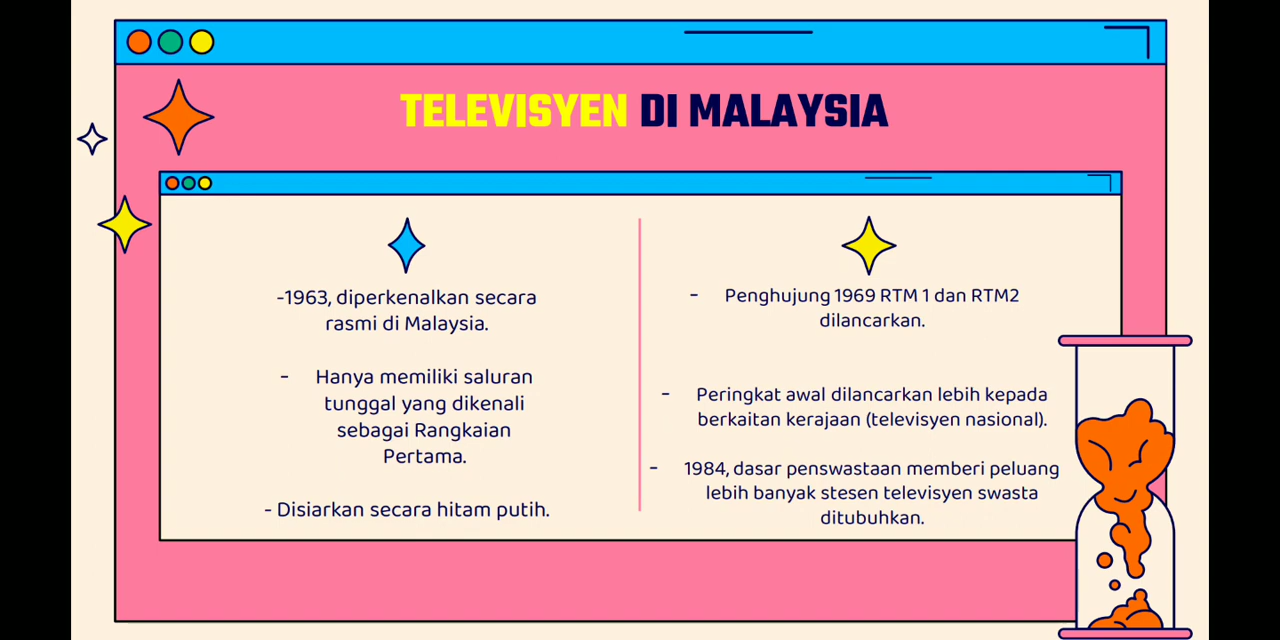 TELEVISYEN DI MALAYSIA
-1963, diperkenalkan secara
rasmi di Malaysia.
- Hanya memiliki saluran
tunggal yang dikenali
sebagai Rangkaian
Pertama.
- Disiarkan secara hitam putih.
- Penghujung 1969 RTM 1 dan RTM2
dilancarkan.
- Peringkat awal dilancarkan lebih kepada
berkaitan kerajaan (televisyen nasional).
- 1984, dasar penswastaan memberi peluang
lebih banyak stesen televisyen swasta
ditubuhkan.